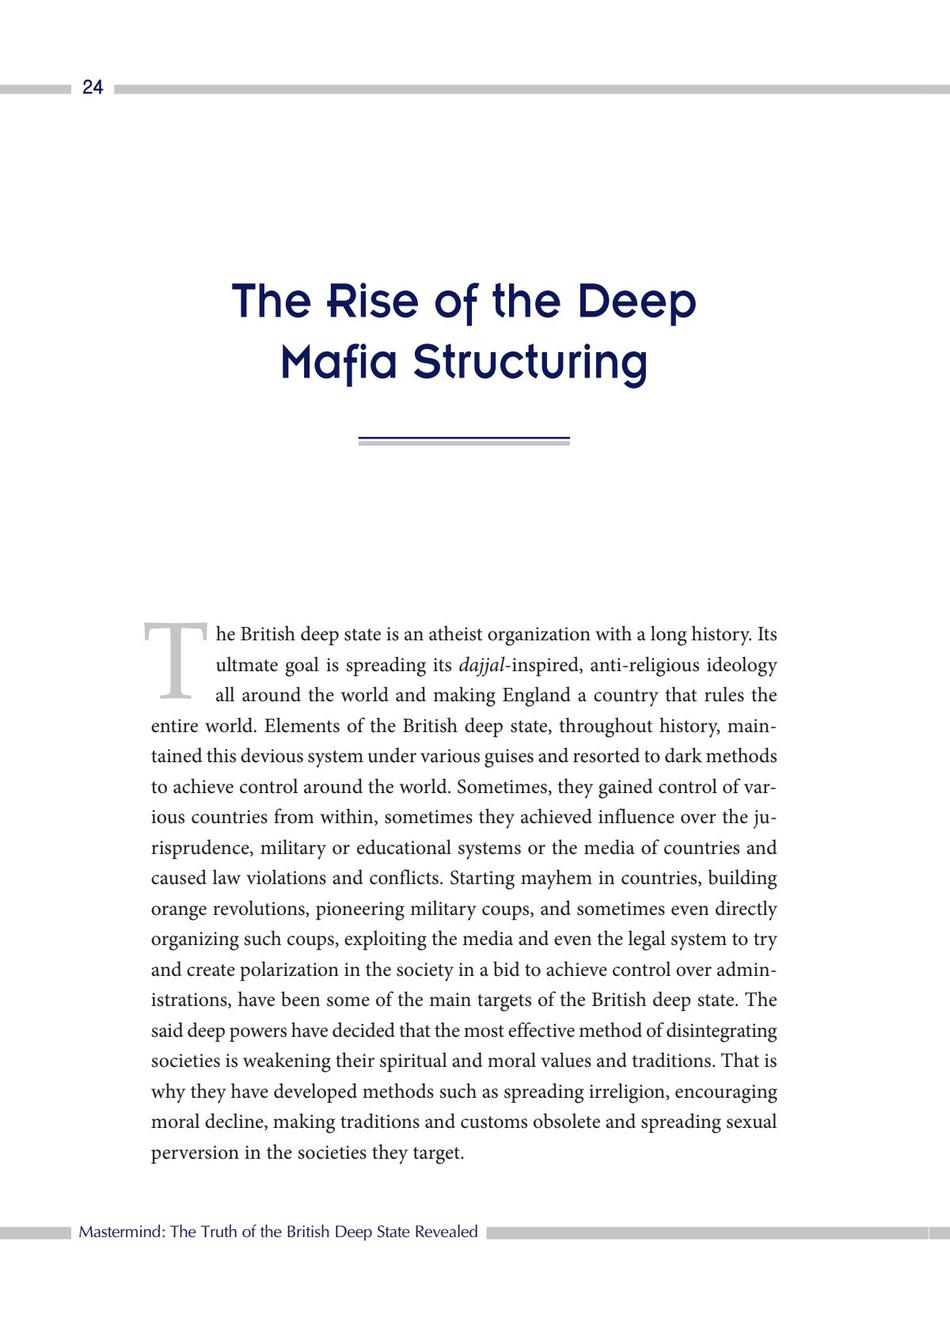 24
The Rise of the Deep
Mafia Structuring
The British deep state is an atheist organization with a long history. Its
ultmate goal is spreading its dajjal-inspired, anti-religious ideology
all around the world and making England a country that rules the
entire world. Elements of the British deep state, throughout history, main-
tained this devious system under various guises and resorted to dark methods
to achieve control around the world. Sometimes, they gained control of var-
ious countries from within, sometimes they achieved influence over the ju-
risprudence, military or educational systems or the media of countries and
caused law violations and conflicts. Starting mayhem in countries, building
orange revolutions, pioneering military coups, and sometimes even directly
organizing such coups, exploiting the media and even the legal system to try
and create polarization in the society in a bid to achieve control over admin-
istrations, have been some of the main targets of the British deep state. The
said deep powers have decided that the most effective method of disintegrating
societies is weakening their spiritual and moral values and traditions. That is
why they have developed methods such as spreading irreligion, encouraging
moral decline, making traditions and customs obsolete and spreading sexual
perversion in the societies they target.
Mastermind: The Truth of the British Deep State Revealed